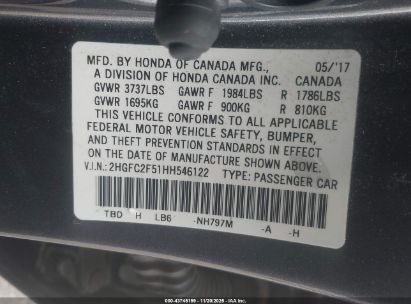 MFD. BY HONDA OF CANADA MFG., 05/'17
A DIVISION OF HONDA CANADA INC. CANADA
GVWR 3737LBS GAWR F 1984LBS R 1786LBS
GVWR 1695KG GAWR F 900KG R 810KG
THIS VEHICLE CONFORMS TO ALL APPLICABLE
FEDERAL MOTOR VEHICLE SAFETY, BUMPER,
AND THEFT PREVENTION STANDARDS IN EFFECT
ON THE DATE OF MANUFACTURE SHOWN ABOVE.
V.I.N.: 2HGFC2F51HH546122 TYPE: PASSENGER CAR
TBD H LB6 -NH797M -A -H